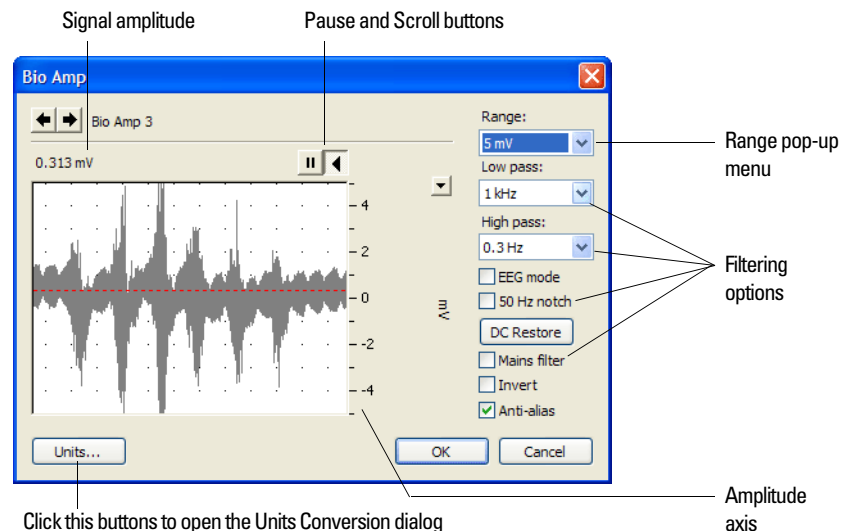 Signal amplitude
Pause and Scroll buttons
Bio Amp
Bio Amp 3
Range:
5 mV
Range pop-up
menu
0.313 mV
Low pass:
1 kHz
High pass:
0.3 Hz
Filtering
options
EEG mode
50 Hz notch
DC Restore
Mains filter
Invert
Anti-alias
4
2
0
-2
-4
mV
Units...
OK
Cancel
Amplitude
axis
Click this buttons to open the Units Conversion dialog